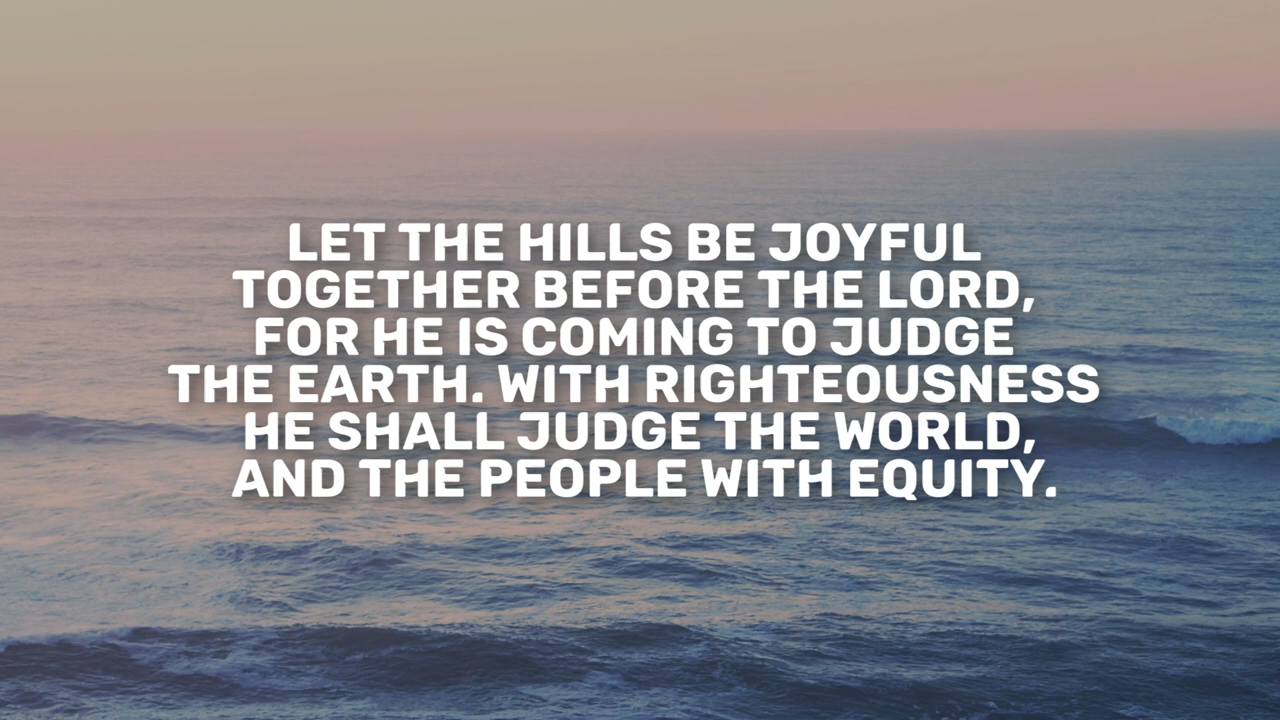 LET THE HILLS BE JOYFUL
TOGETHER BEFORE THE LORD,
FOR HE IS COMING TO JUDGE
THE EARTH. WITH RIGHTEOUSNESS
HE SHALL JUDGE THE WORLD,
AND THE PEOPLE WITH EQUITY.